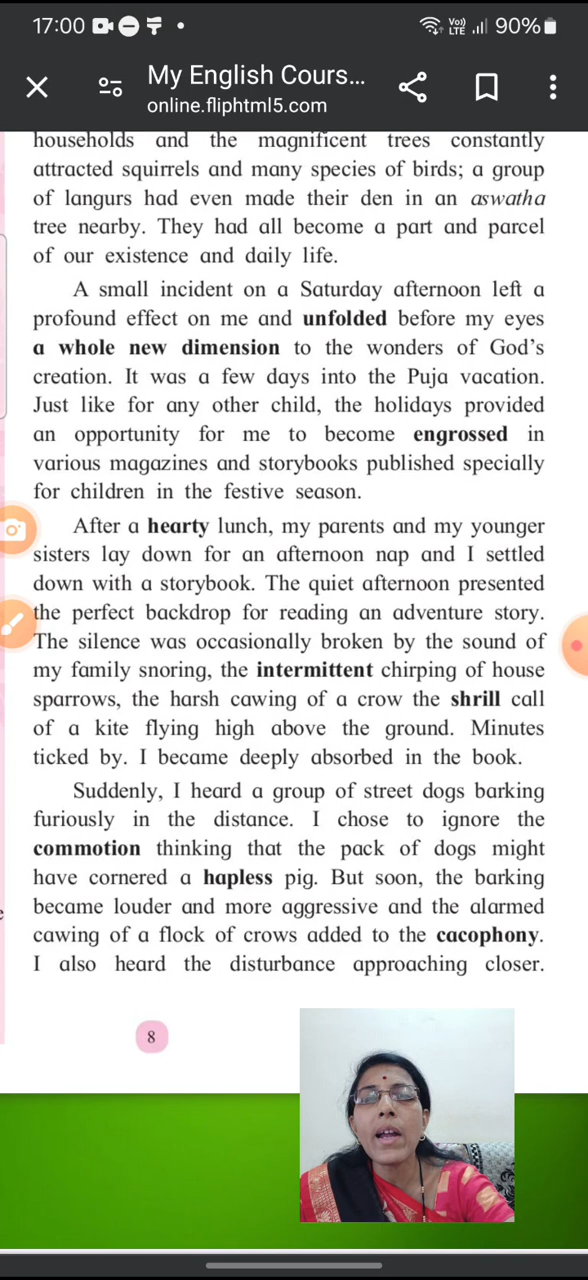 17:00
Vo)) LTE 90%
My English Cours...
online.fliphtml5.com
households and the magnificent trees constantly
attracted squirrels and many species of birds; a group
of langurs had even made their den in an aswatha
tree nearby. They had all become a part and parcel
of our existence and daily life.
A small incident on a Saturday afternoon left a
profound effect on me and unfolded before my eyes
a whole new dimension to the wonders of God's
creation. It was a few days into the Puja vacation.
Just like for any other child, the holidays provided
an opportunity for me to become engrossed in
various magazines and storybooks published specially
for children in the festive season.
After a hearty lunch, my parents and my younger
sisters lay down for an afternoon nap and I settled
down with a storybook. The quiet afternoon presented
the perfect backdrop for reading an adventure story.
The silence was occasionally broken by the sound of
my family snoring, the intermittent chirping of house
sparrows, the harsh cawing of a crow the shrill call
of a kite flying high above the ground. Minutes
ticked by. I became deeply absorbed in the book.
Suddenly, I heard a group of street dogs barking
furiously in the distance. I chose to ignore the
commotion thinking that the pack of dogs might
have cornered a hapless pig. But soon, the barking
became louder and more aggressive and the alarmed
cawing of a flock of crows added to the cacophony.
I also heard the disturbance approaching closer.
8